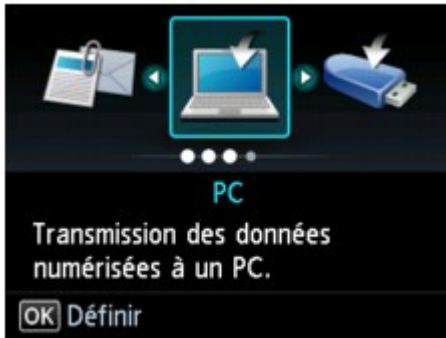 PC
Transmission des données
numérisées à un PC.
OK Définir